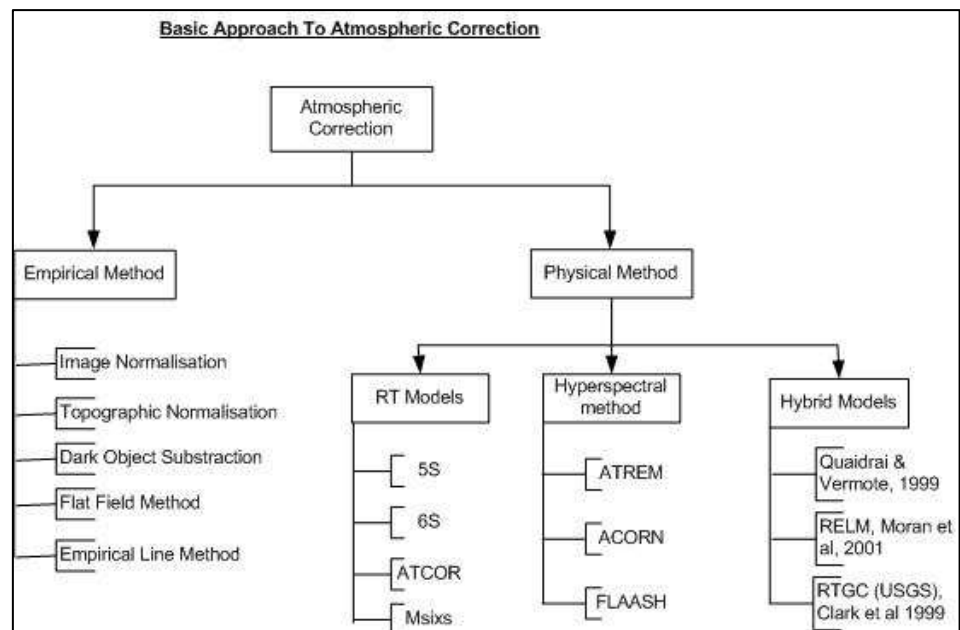 Basic Approach To Atmospheric Correction
Atmospheric
Correction
Empirical Method
Physical Method
Image Normalisation
Topographic Normalisation
Dark Object Substraction
Flat Field Method
Empirical Line Method
RT Models
5S
6S
ATCOR
Msixs
Hyperspectral
method
ATREM
ACORN
FLAASH
Hybrid Models
Quaidrai &
Vermote, 1999
RELM, Moran et
al, 2001
RTGC (USGS),
Clark et al 1999